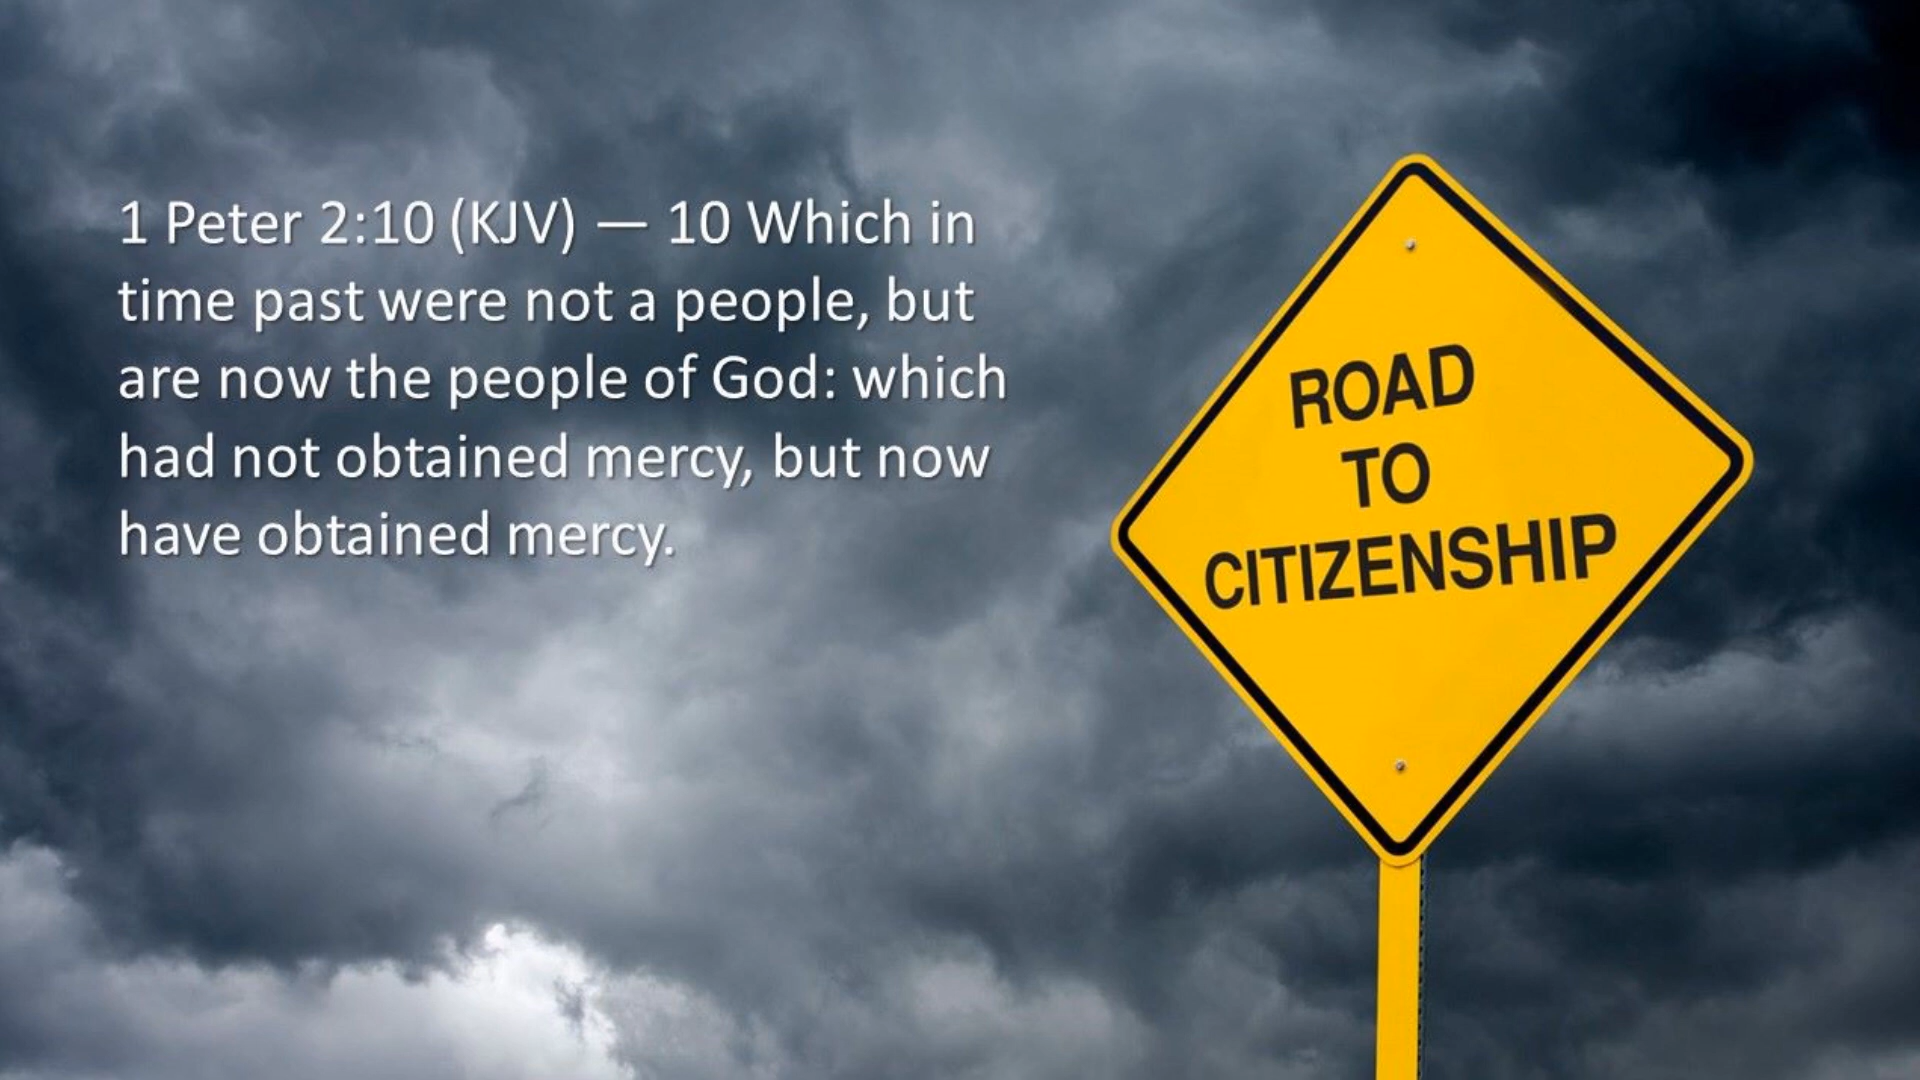 1 Peter 2:10 (KJV) — 10 Which in
time past were not a people, but
are now the people of God: which
had not obtained mercy, but now
have obtained mercy.
ROAD
TO
CITIZENSHIP